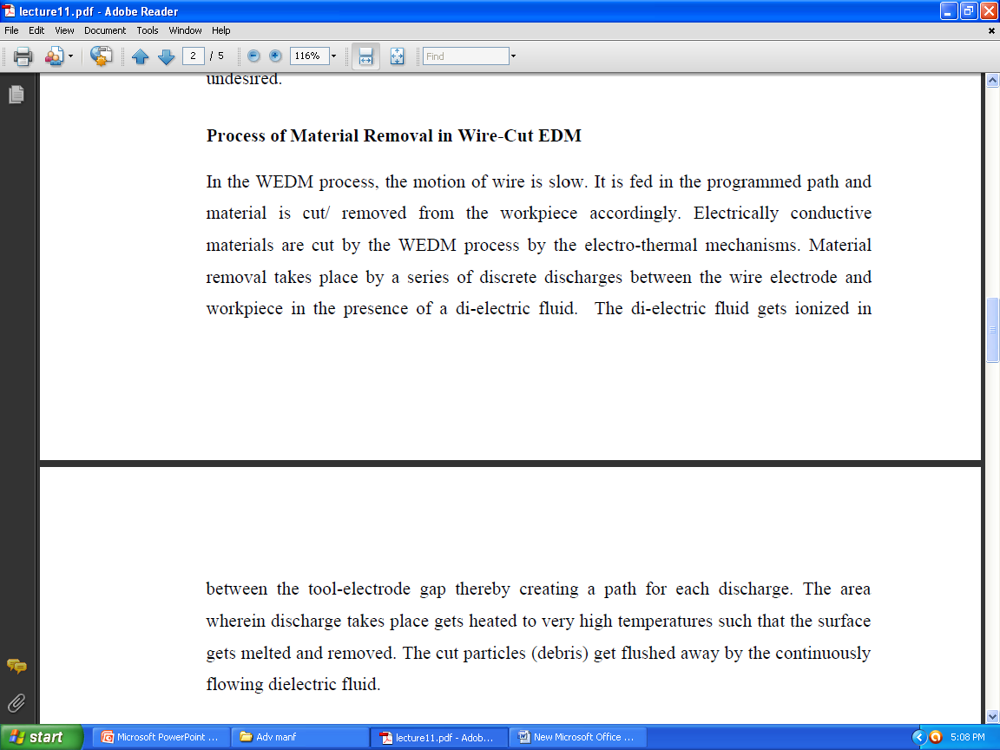 lecture11.pdf - Adobe Reader
File Edit View Document Tools Window Help
2 / 5 116% Find
undesired.
Process of Material Removal in Wire-Cut EDM
In the WEDM process, the motion of wire is slow. It is fed in the programmed path and
material is cut/ removed from the workpiece accordingly. Electrically conductive
materials are cut by the WEDM process by the electro-thermal mechanisms. Material
removal takes place by a series of discrete discharges between the wire electrode and
workpiece in the presence of a di-electric fluid. The di-electric fluid gets ionized in
between the tool-electrode gap thereby creating a path for each discharge. The area
wherein discharge takes place gets heated to very high temperatures such that the surface
gets melted and removed. The cut particles (debris) get flushed away by the continuously
flowing dielectric fluid.
start Microsoft PowerPoint ... Adv manf lecture11.pdf - Adob... New Microsoft Office ... 5:08 PM